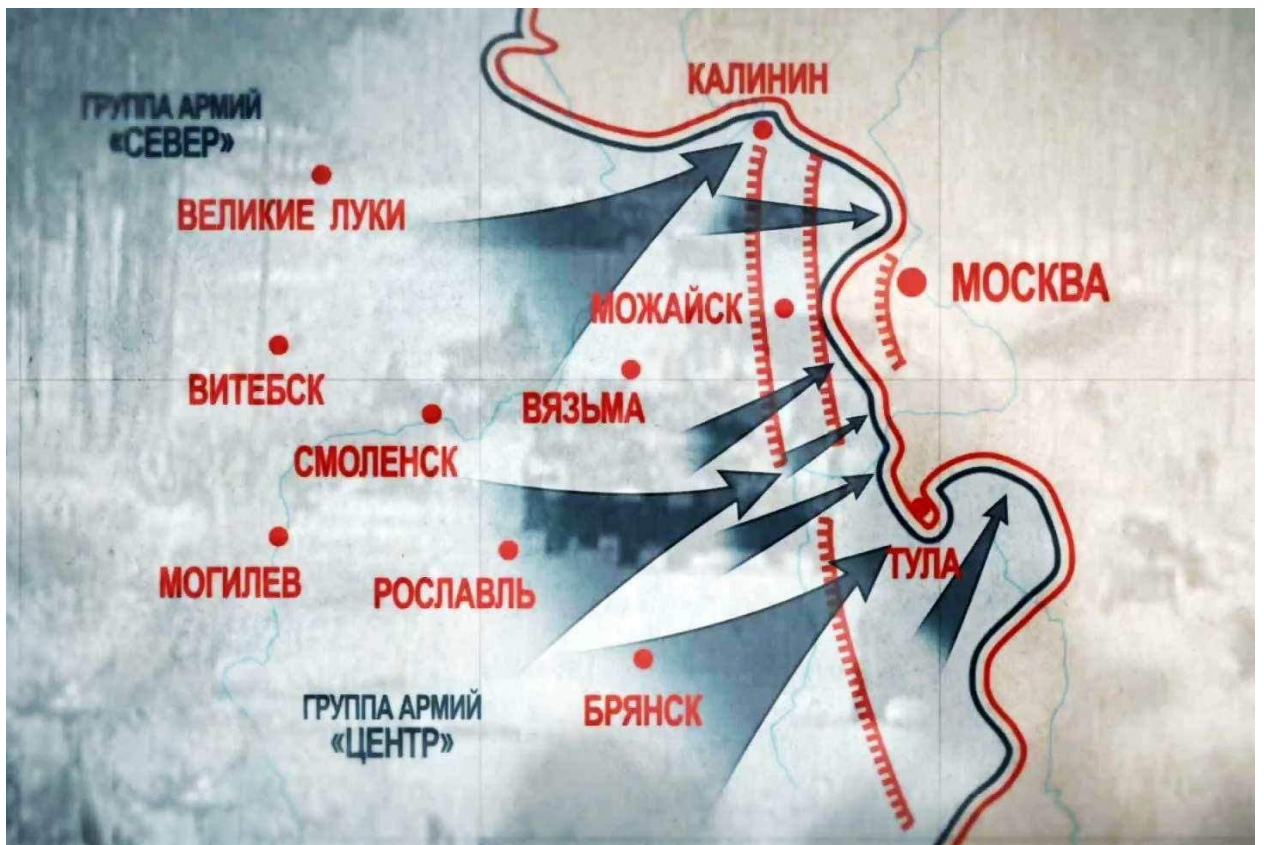 КАЛИНИН
ГРУППА АРМИЙ
«СЕВЕР»
ВЕЛИКИЕ ЛУКИ
МОСКВА
МОЖАЙСК
ВИТЕБСК
ВЯЗЬМА
СМОЛЕНСК
МОГИЛЕВ
РОСЛАВЛЬ
ТУЛА
ГРУППА АРМИЙ
«ЦЕНТР»
БРЯНСК